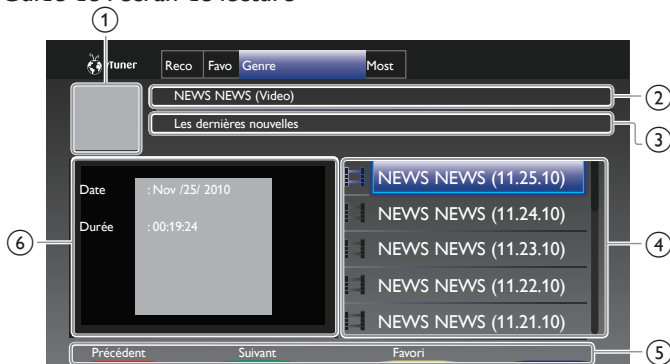 Guide de l'écran de lecture
1
vTuner Reco Favo Genre Most
NEWS NEWS (Video)
2
Les dernières nouvelles
3
Date : Nov /25/ 2010
Durée : 00:19:24
6
NEWS NEWS (11.25.10)
NEWS NEWS (11.24.10)
NEWS NEWS (11.23.10)
NEWS NEWS (11.22.10)
NEWS NEWS (11.21.10)
4
Précédent Suivant Favori
5